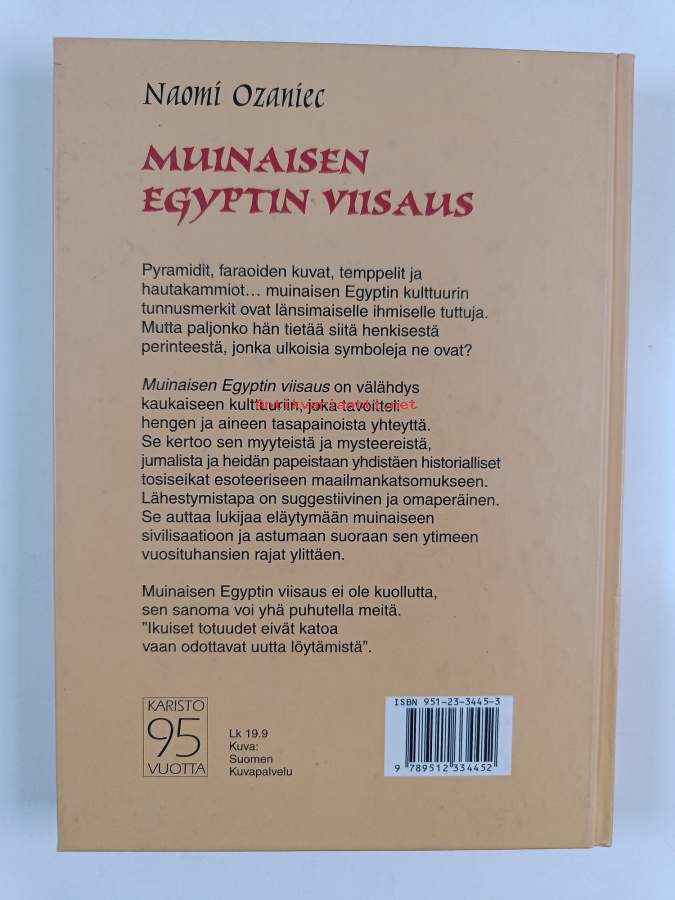 Naomi Ozaniec
MUINAISEN
EGYPTIN VIISAUS
Pyramidit, faraoiden kuvat, temppelit ja
hautakammiot... muinaisen Egyptin kulttuurin
tunnusmerkit ovat länsimaiselle ihmiselle tuttuja.
Mutta paljonko hän tietää siitä henkisestä
perinteestä, jonka ulkoisia symboleja ne ovat?
Muinaisen Egyptin viisaus on välähdys
kaukaiseen kulttuuriin, joka tavoitteli
antikvariaatit.net
hengen ja aineen tasapainoista yhteyttä.
Se kertoo sen myyteistä ja mysteereistä,
jumalista ja heidän papeistaan yhdistäen historialliset
tosiseikat esoteeriseen maailmankatsomukseen.
Lähestymistapa on suggestiivinen ja omaperäinen.
Se auttaa lukijaa eläytymään muinaiseen
sivilisaatioon ja astumaan suoraan sen ytimeen
vuosituhansien rajat ylittäen.
Muinaisen Egyptin viisaus ei ole kuollutta,
sen sanoma voi yhä puhutella meitä.
"Ikuiset totuudet eivät katoa
vaan odottavat uutta löytämistä".
KARISTO
95
VUOTTA
Lk 19.9
Kuva:
Suomen
Kuvapalvelu
ISBN 951-23-3445-3
9 789512 334452